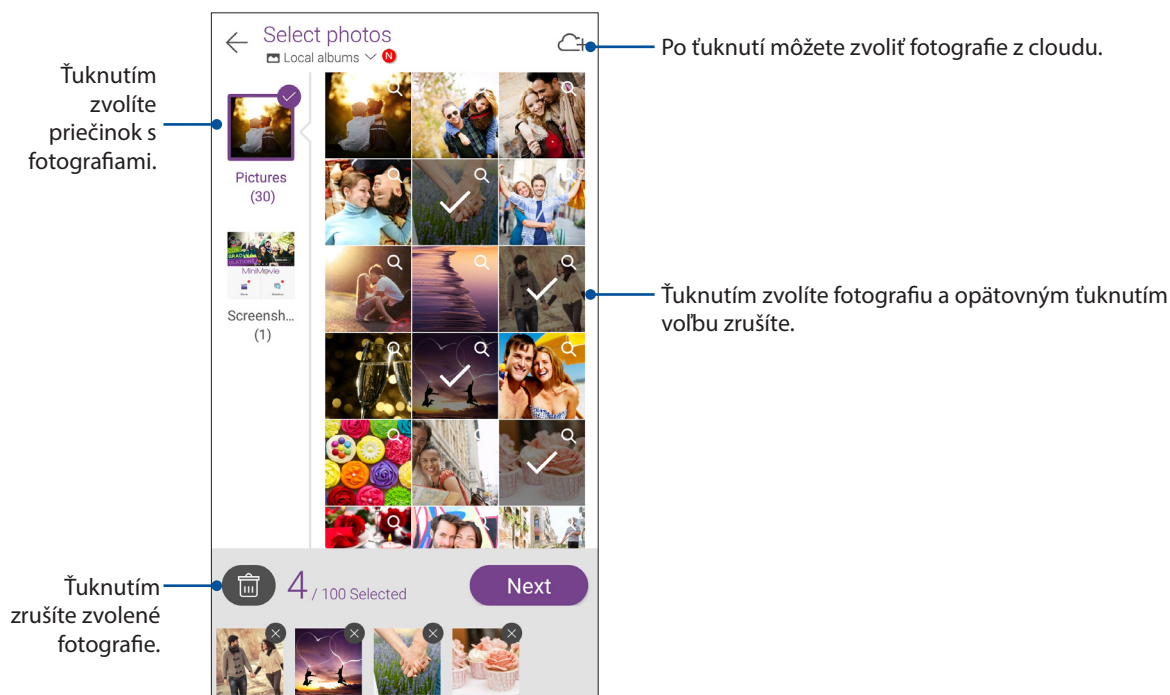 Select photos
Local albums
N
Po ťuknutí môžete zvoliť fotografie z cloudu.
Ťuknutím
zvolíte
priečinok s
fotografiami.
Pictures
(30)
MiniMovie
Screensh...
(1)
Ťuknutím zvolíte fotografiu a opätovným ťuknutím
voľbu zrušíte.
Ťuknutím
zrušíte zvolené
fotografie.
4 / 100 Selected
Next